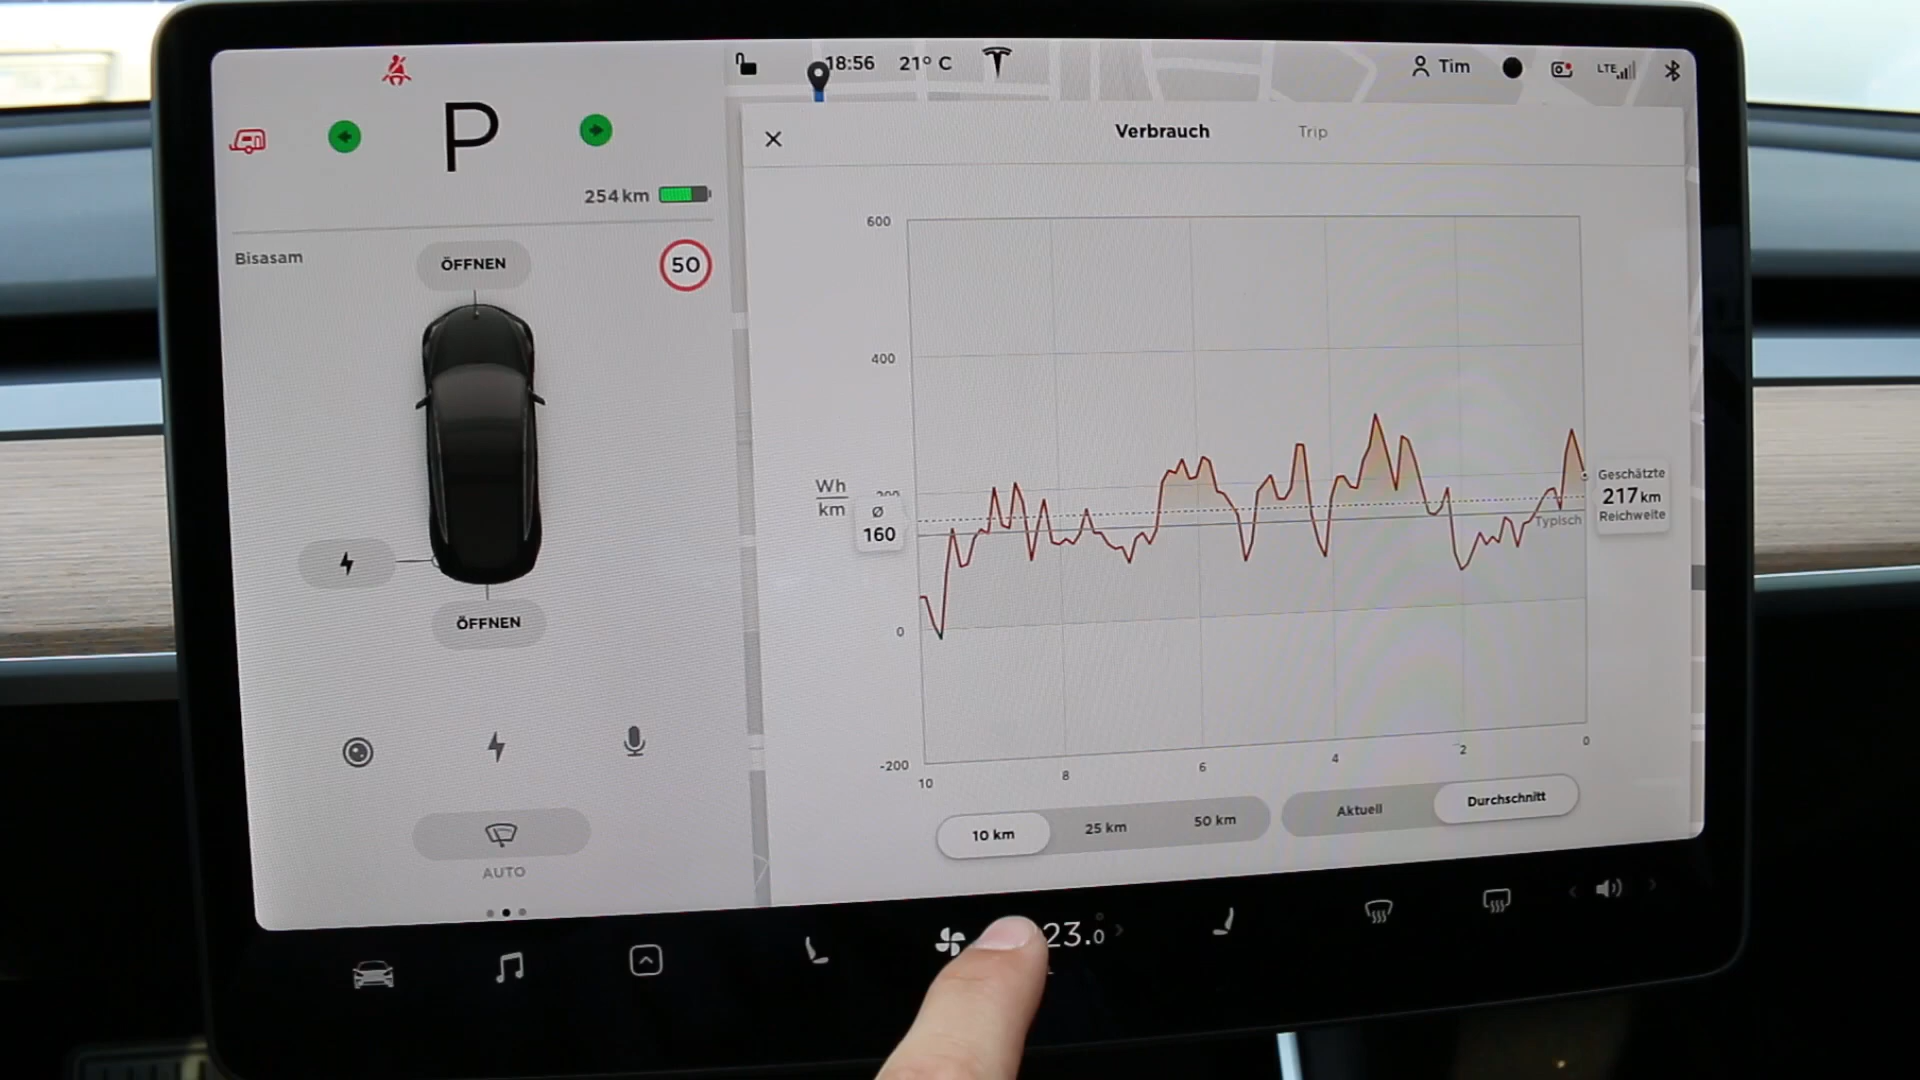 18:56 21° C
Tim
LTE
P
254 km
Bisasam
ÖFFNEN
50
ÖFFNEN
AUTO
Verbrauch Trip
600
400
200
0
-200
Wh
km
Ø
160
Typisch
Geschätzte
217 km
Reichweite
10 8 6 4 2 0
10 km 25 km 50 km Aktuell Durchschnitt
23.0